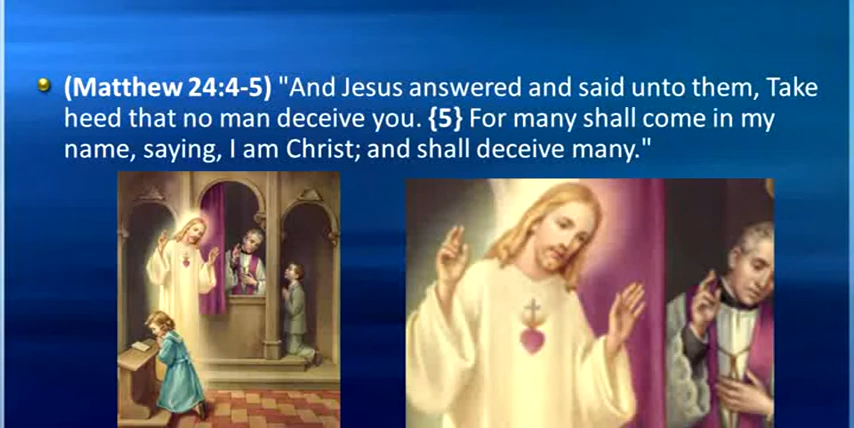 (Matthew 24:4-5) "And Jesus answered and said unto them, Take
heed that no man deceive you. {5} For many shall come in my
name, saying, I am Christ; and shall deceive many."